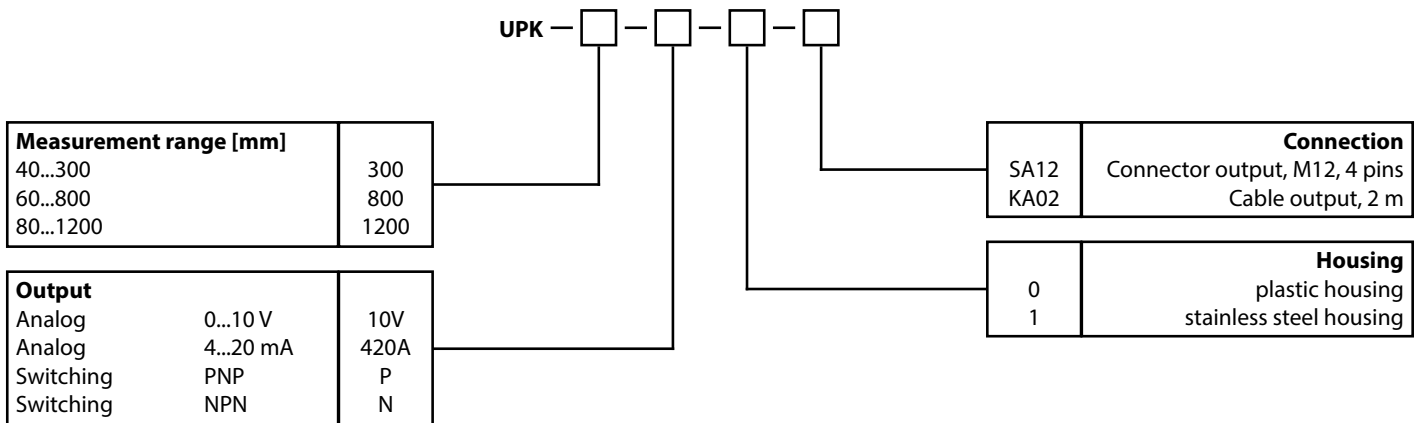 UPK — — — —
Measurement range [mm]
40...300 300
60...800 800
80...1200 1200
Output
Analog 0...10 V 10V
Analog 4...20 mA 420A
Switching PNP P
Switching NPN N
Connection
SA12 Connector output, M12, 4 pins
KA02 Cable output, 2 m
Housing
0 plastic housing
1 stainless steel housing